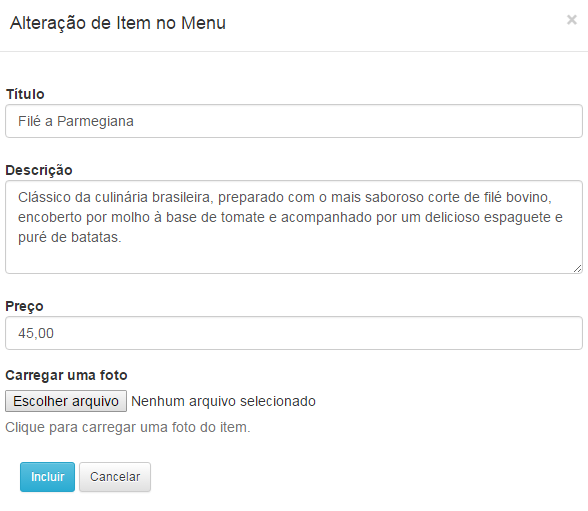 Alteração de Item no Menu
×
Título
Filé a Parmegiana
Descrição
Clássico da culinária brasileira, preparado com o mais saboroso corte de filé bovino,
encoberto por molho à base de tomate e acompanhado por um delicioso espaguete e
puré de batatas.
Preço
45,00
Carregar uma foto
Escolher arquivo Nenhum arquivo selecionado
Clique para carregar uma foto do item.
Incluir Cancelar